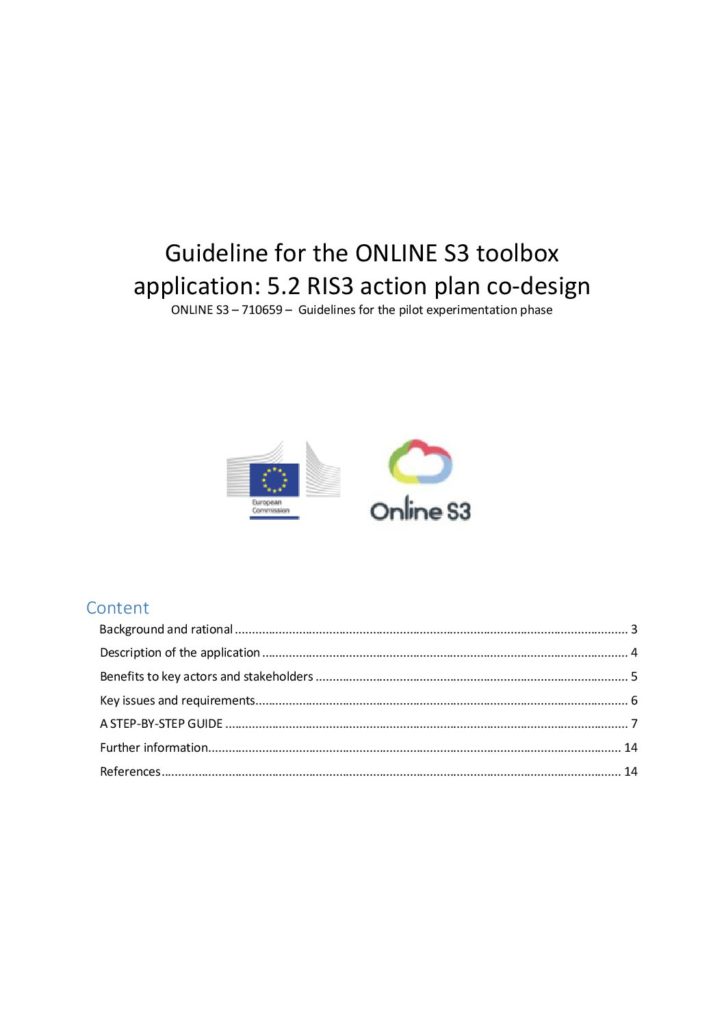 Guideline for the ONLINE S3 toolbox
application: 5.2 RIS3 action plan co-design
ONLINE S3 – 710659 – Guidelines for the pilot experimentation phase
European
Commission
Online S3
Content
Background and rational ........ 3
Description of the application ........ 4
Benefits to key actors and stakeholders ........ 5
Key issues and requirements........ 6
A STEP-BY-STEP GUIDE ........ 7
Further information........ 14
References........ 14